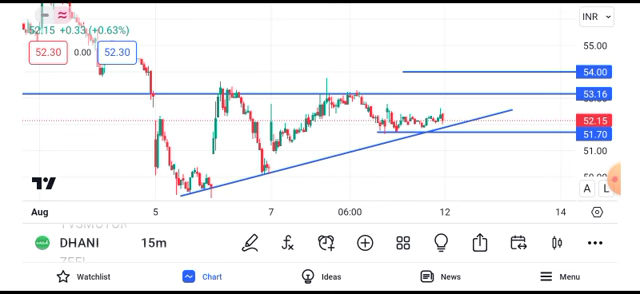 INR
52.15 +0.33 (+0.63%)
52.30 0.00 52.30
55.00
54.00
53.16
52.15
51.70
51.00
A L
Aug 5 7 06:00 12 14
DHANI 15m
Watchlist Chart Ideas News Menu